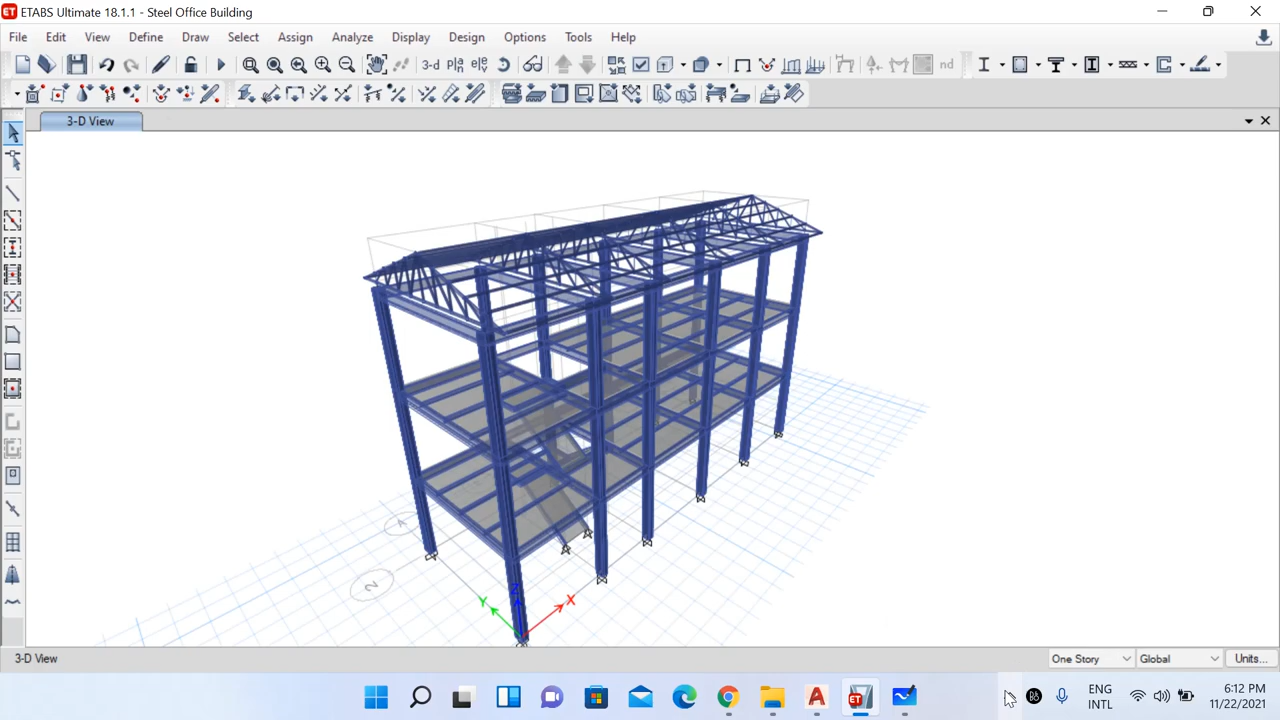 ET ETABS Ultimate 18.1.1 - Steel Office Building
File Edit View Define Draw Select Assign Analyze Display Design Options Tools Help
3-d nd
3-D View
2
Y Z X
3-D View One Story Global Units...
ET ENG INTL 6:12 PM 11/22/2021